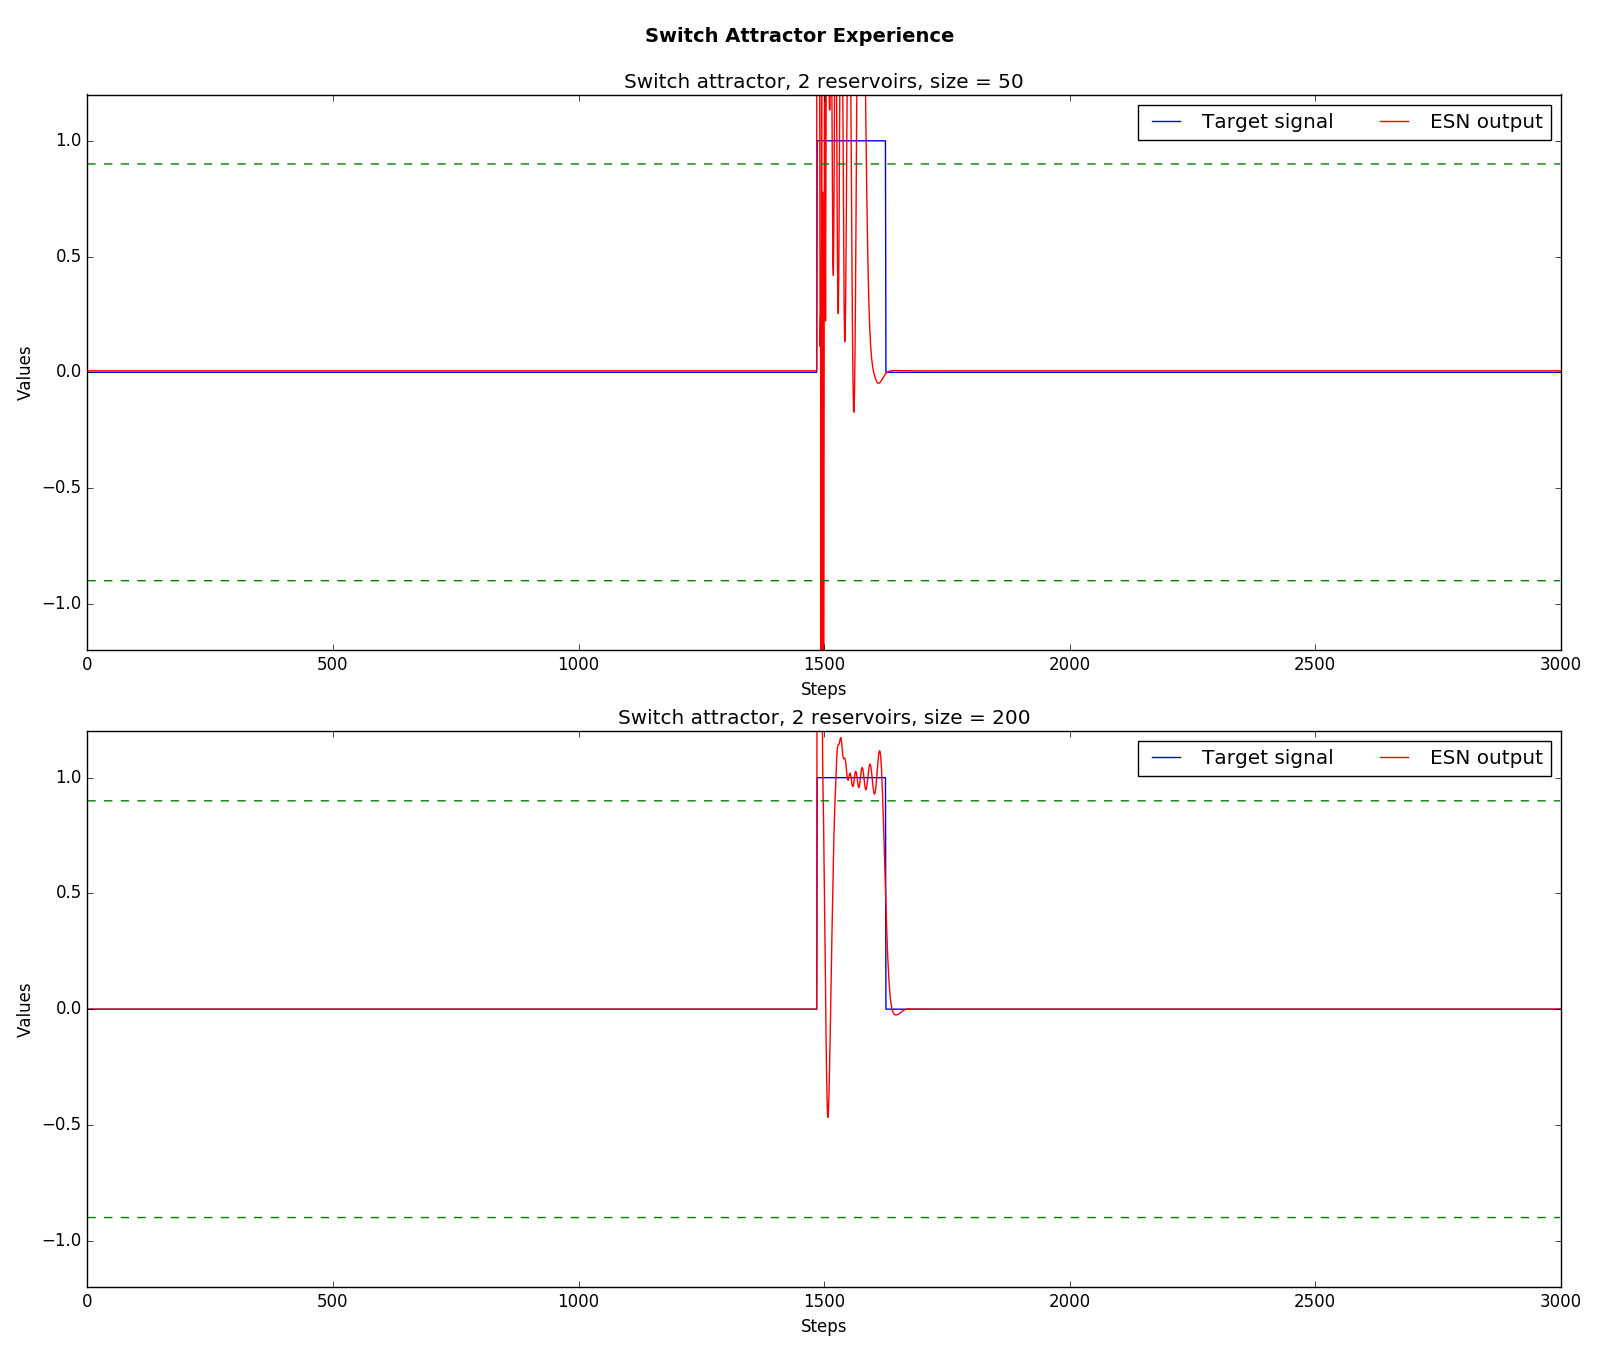 Switch Attractor Experience
Switch attractor, 2 reservoirs, size = 50
Target signal ESN output
1.0
0.5
0.0
−0.5
−1.0
Values
0 500 1000 1500 2000 2500 3000
Steps
Switch attractor, 2 reservoirs, size = 200
Target signal ESN output
1.0
0.5
0.0
−0.5
−1.0
Values
0 500 1000 1500 2000 2500 3000
Steps